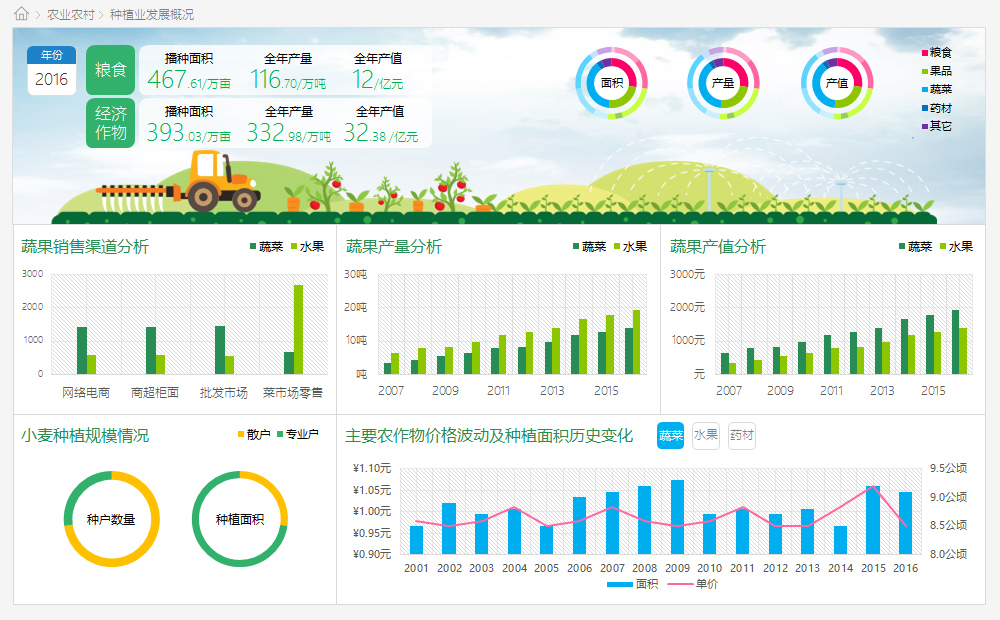 农业农村 > 种植业发展概况
年份
2016
粮食
播种面积 全年产量 全年产值
467.61/万亩 116.70/万吨 12/亿元
经济
作物
播种面积 全年产量 全年产值
393.03/万亩 332.98/万吨 32.38/亿元
面积 产量 产值
粮食
果品
蔬菜
药材
其它
蔬果销售渠道分析
蔬菜 水果
3000
2000
1000
0
网络电商 商超柜面 批发市场 菜市场零售
蔬果产量分析
蔬菜 水果
30吨
20吨
10吨
吨
2007 2009 2011 2013 2015
蔬果产值分析
蔬菜 水果
3000元
2000元
1000元
元
2007 2009 2011 2013 2015
小麦种植规模情况
散户 专业户
种户数量 种植面积
主要农作物价格波动及种植面积历史变化
蔬菜 水果 药材
¥1.10元
¥1.05元
¥1.00元
¥0.95元
¥0.90元
9.5公顷
9.0公顷
8.5公顷
8.0公顷
2001 2002 2003 2004 2005 2006 2007 2008 2009 2010 2011 2012 2013 2014 2015 2016
面积 单价